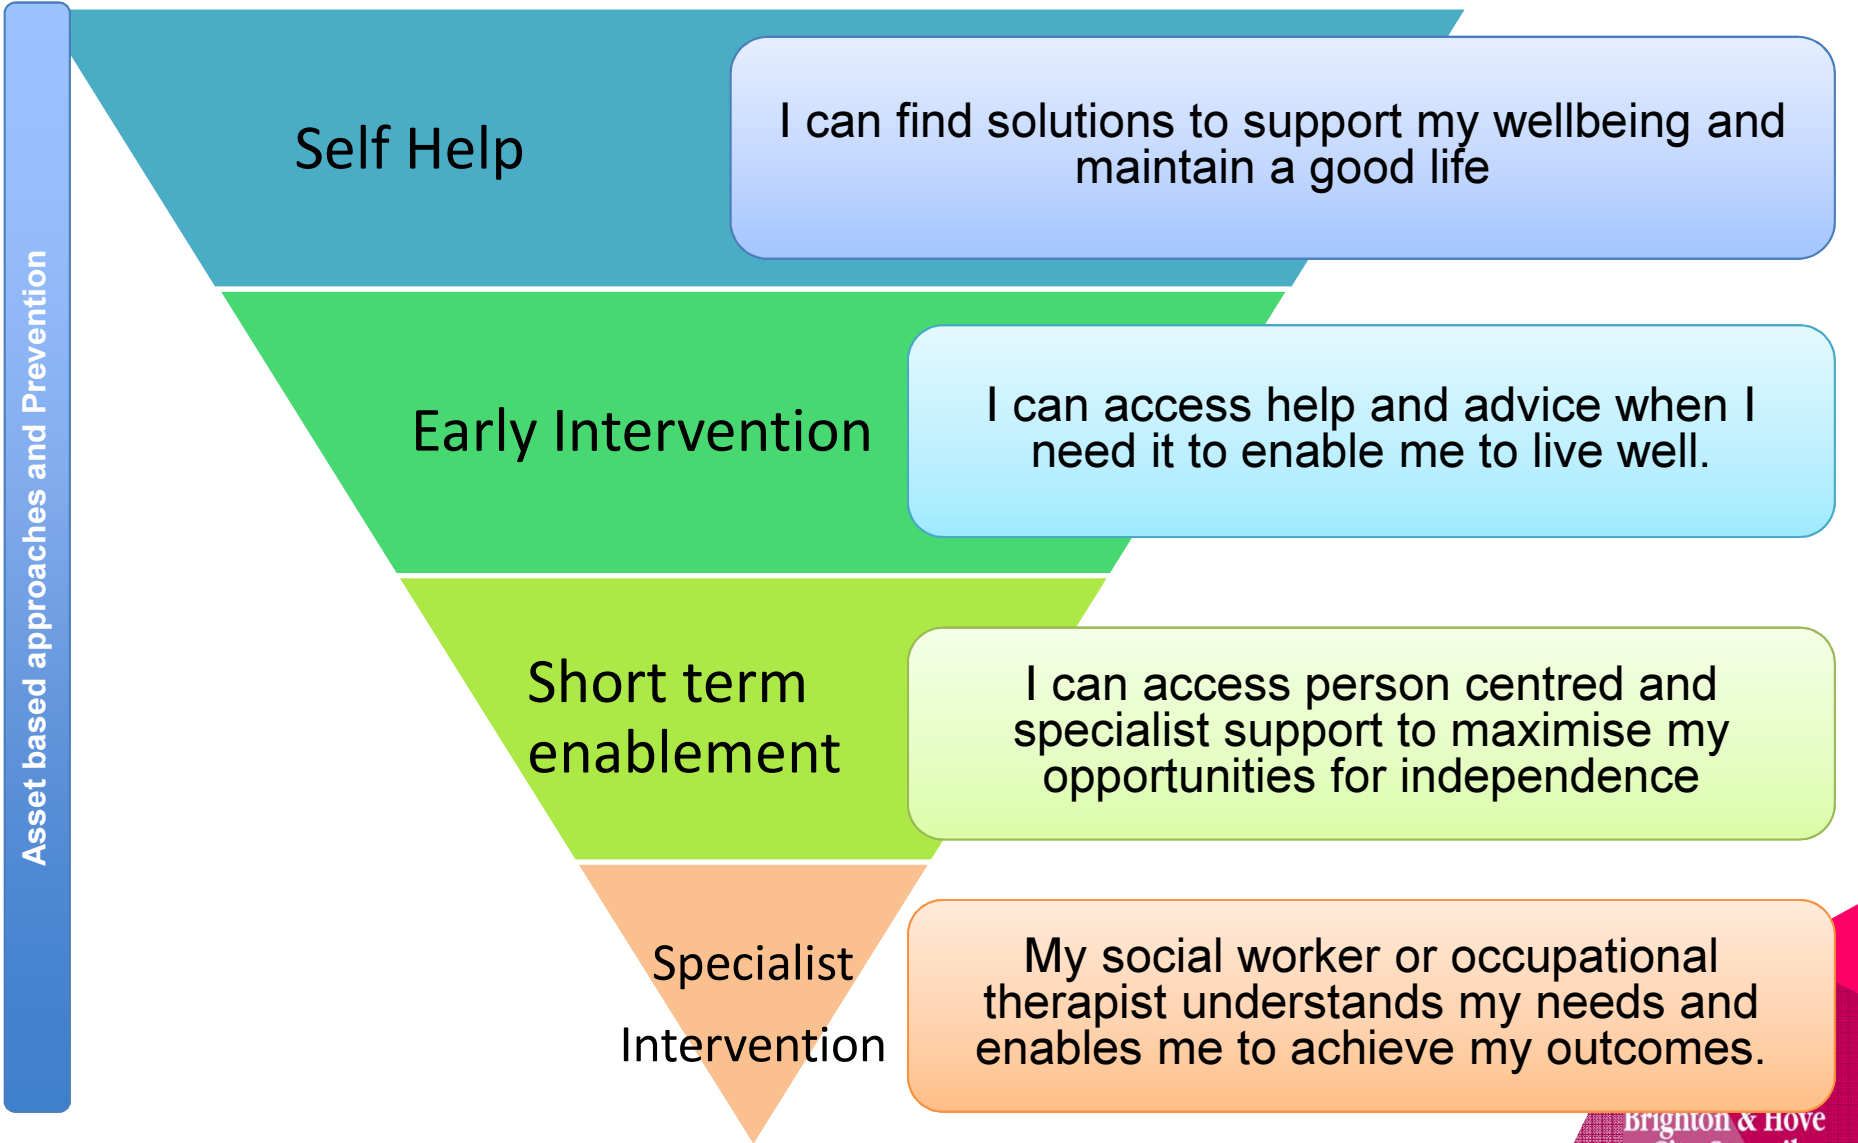 Asset based approaches and Prevention
Self Help
I can find solutions to support my wellbeing and
maintain a good life
Early Intervention
I can access help and advice when I
need it to enable me to live well.
Short term
enablement
I can access person centred and
specialist support to maximise my
opportunities for independence
Specialist
Intervention
My social worker or occupational
therapist understands my needs and
enables me to achieve my outcomes.
Brighton & Hove